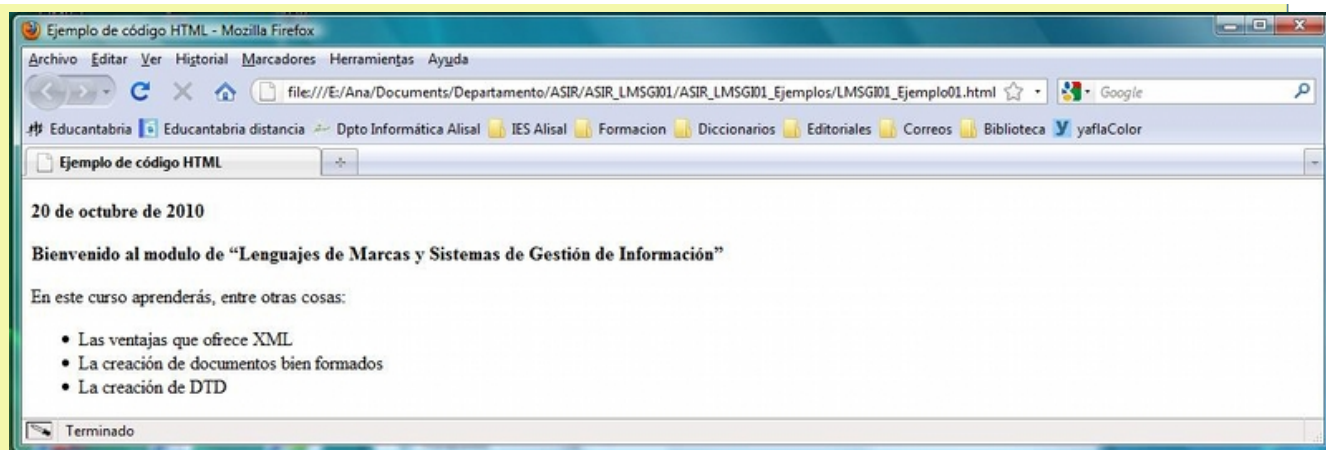 Ejemplo de código HTML - Mozilla Firefox
Archivo Editar Ver Historial Marcadores Herramientas Ayuda
file:///E:/Ana/Documents/Departamento/ASIR/ASIR_LMSGI01/ASIR_LMSGI01_Ejemplos/LMSGI01_Ejemplo01.html Google
Educantabria Educantabria distancia Dpto Informática Alisal IES Alisal Formacion Diccionarios Editoriales Correos Biblioteca yaflaColor
Ejemplo de código HTML
20 de octubre de 2010
Bienvenido al modulo de “Lenguajes de Marcas y Sistemas de Gestión de Información”
En este curso aprenderás, entre otras cosas:
• Las ventajas que ofrece XML
• La creación de documentos bien formados
• La creación de DTD
Terminado